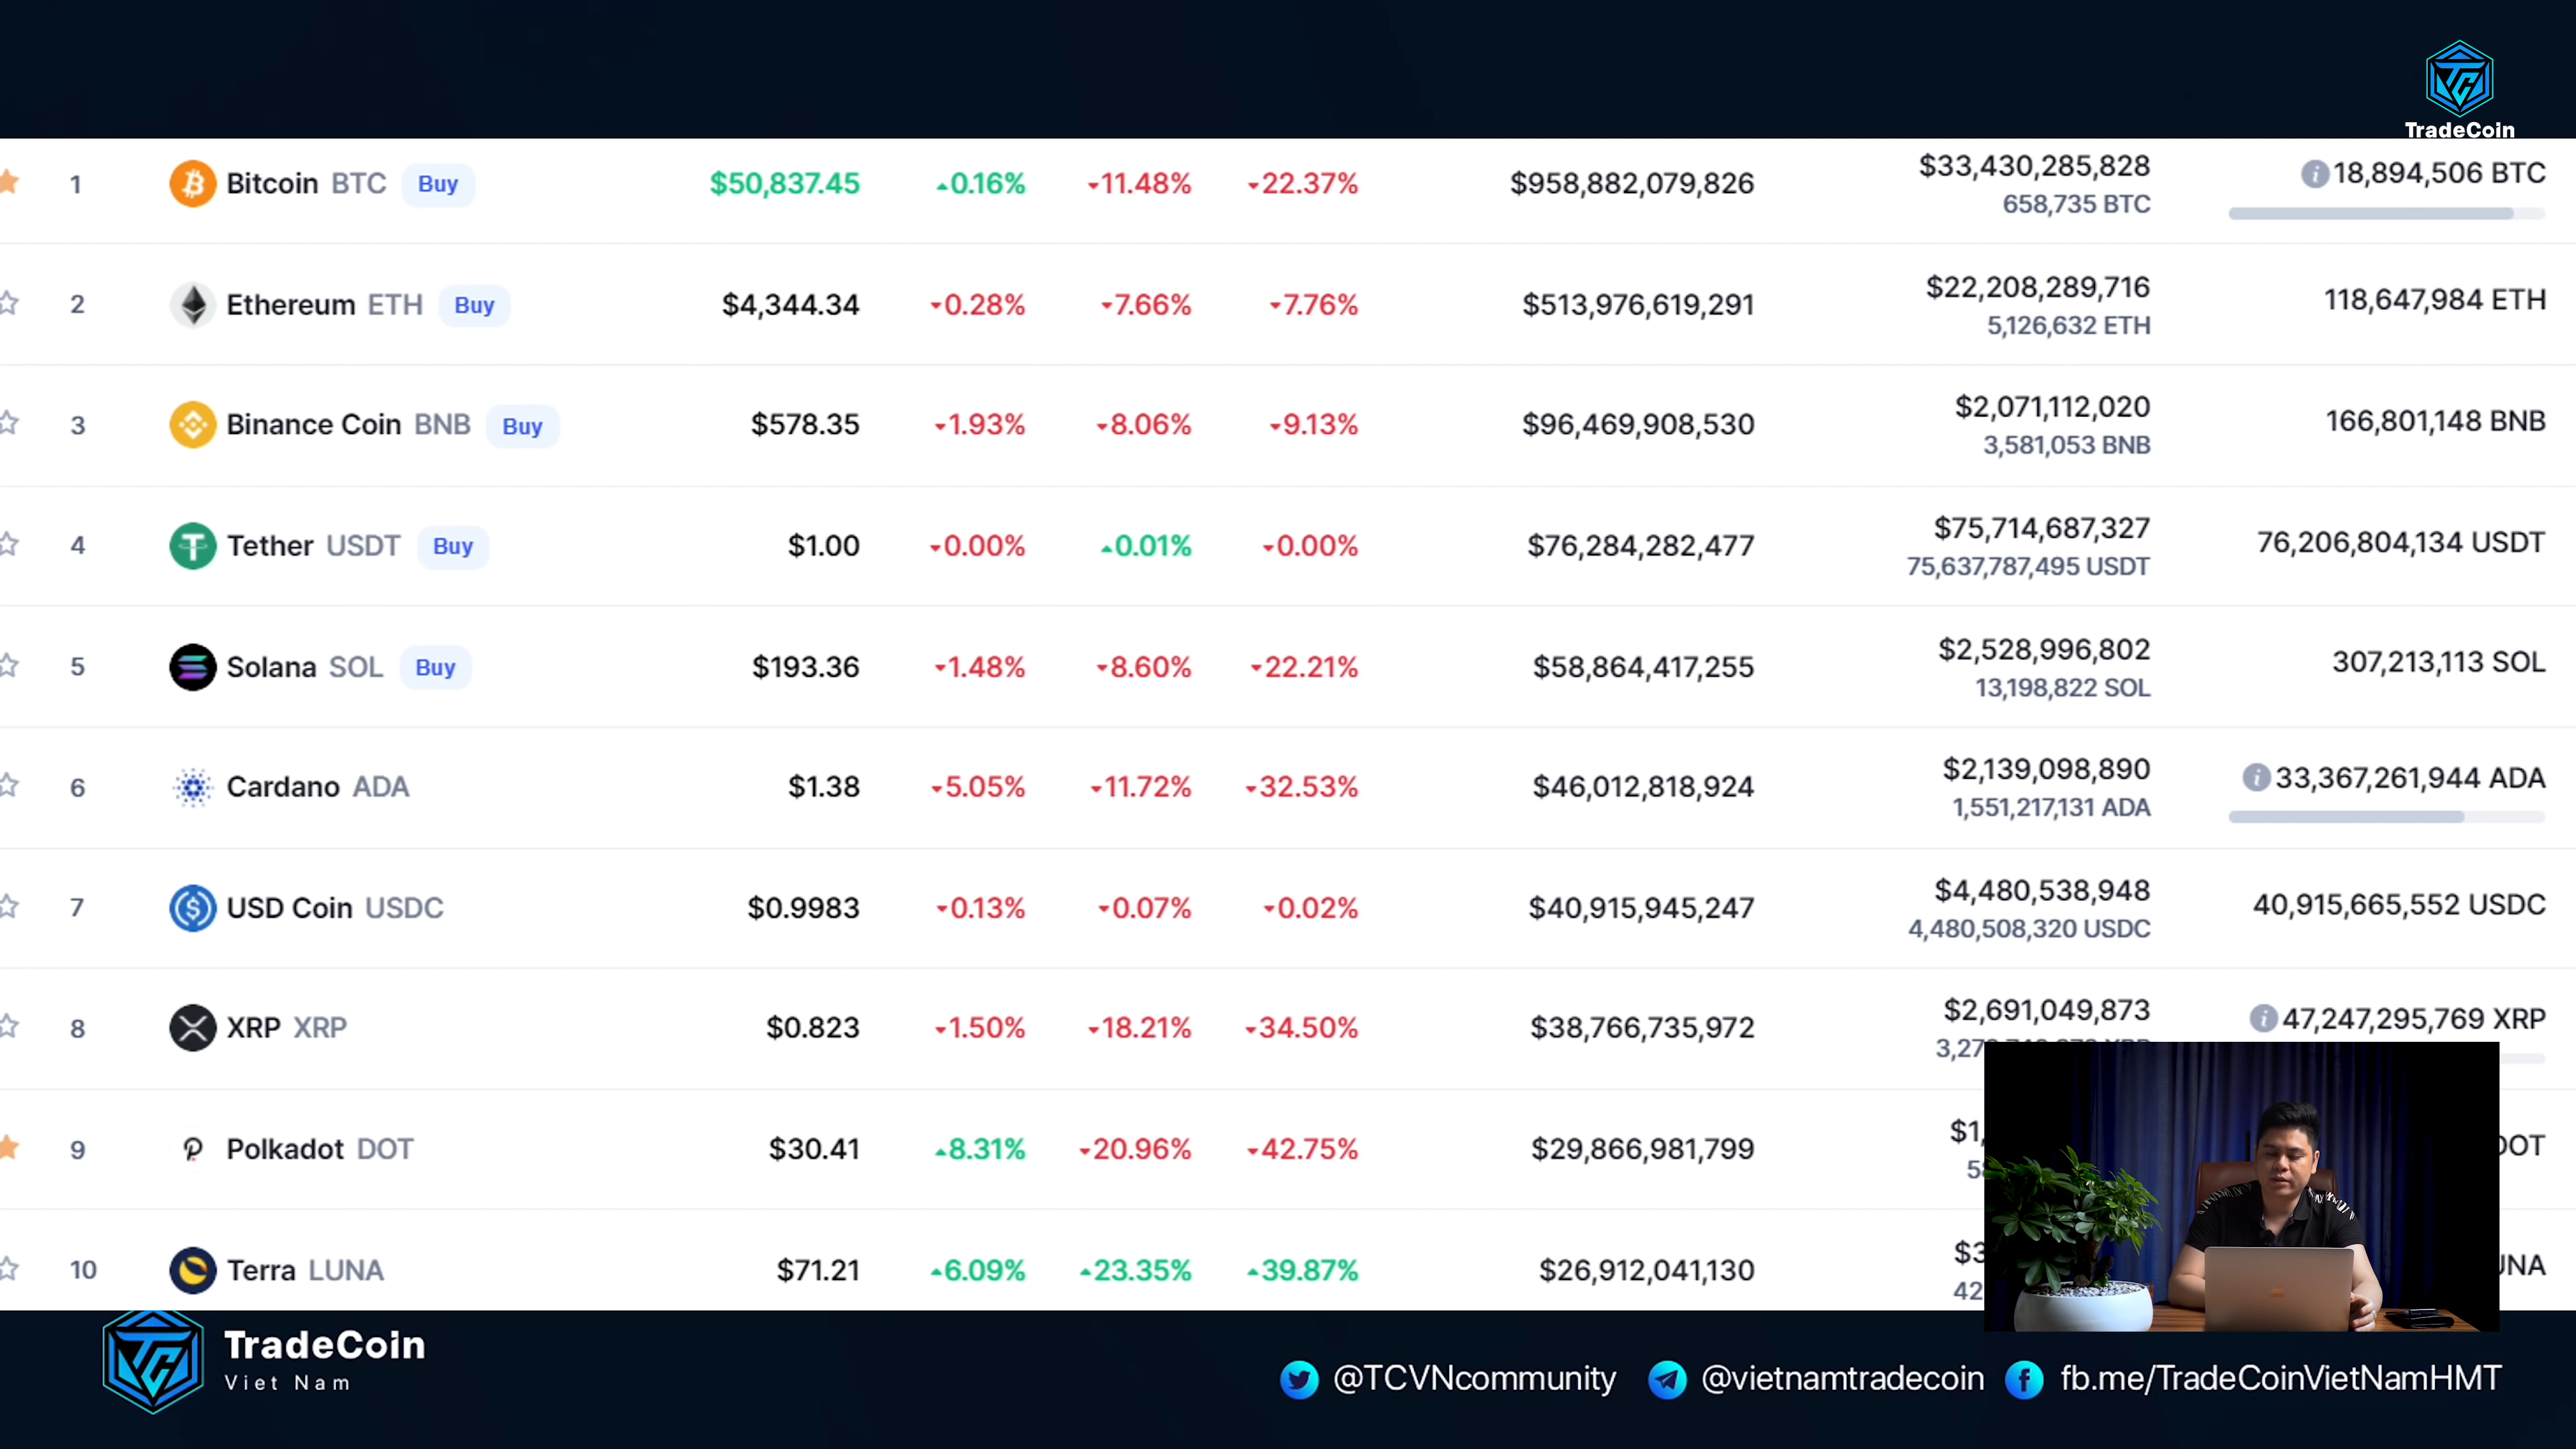 TradeCoin
1 Bitcoin BTC Buy $50,837.45 0.16% 11.48% 22.37% $958,882,079,826 $33,430,285,828 18,894,506 BTC
658,735 BTC
2 Ethereum ETH Buy $4,344.34 0.28% 7.66% 7.76% $513,976,619,291 $22,208,289,716 118,647,984 ETH
5,126,632 ETH
3 Binance Coin BNB Buy $578.35 1.93% 8.06% 9.13% $96,469,908,530 $2,071,112,020 166,801,148 BNB
3,581,053 BNB
4 Tether USDT Buy $1.00 0.00% 0.01% 0.00% $76,284,282,477 $75,714,687,327 76,206,804,134 USDT
75,637,787,495 USDT
5 Solana SOL Buy $193.36 1.48% 8.60% 22.21% $58,864,417,255 $2,528,996,802 307,213,113 SOL
13,198,822 SOL
6 Cardano ADA $1.38 5.05% 11.72% 32.53% $46,012,818,924 $2,139,098,890 33,367,261,944 ADA
1,551,217,131 ADA
7 USD Coin USDC $0.9983 0.13% 0.07% 0.02% $40,915,945,247 $4,480,538,948 40,915,665,552 USDC
4,480,508,320 USDC
8 XRP XRP $0.823 1.50% 18.21% 34.50% $38,766,735,972 $2,691,049,873 47,247,295,769 XRP
9 Polkadot DOT $30.41 8.31% 20.96% 42.75% $29,866,981,799 $1, DOT
10 Terra LUNA $71.21 6.09% 23.35% 39.87% $26,912,041,130 $3 NA
42
TradeCoin
Viet Nam
@TCVNcommunity @vietnamtradecoin fb.me/TradeCoinVietNamHMT